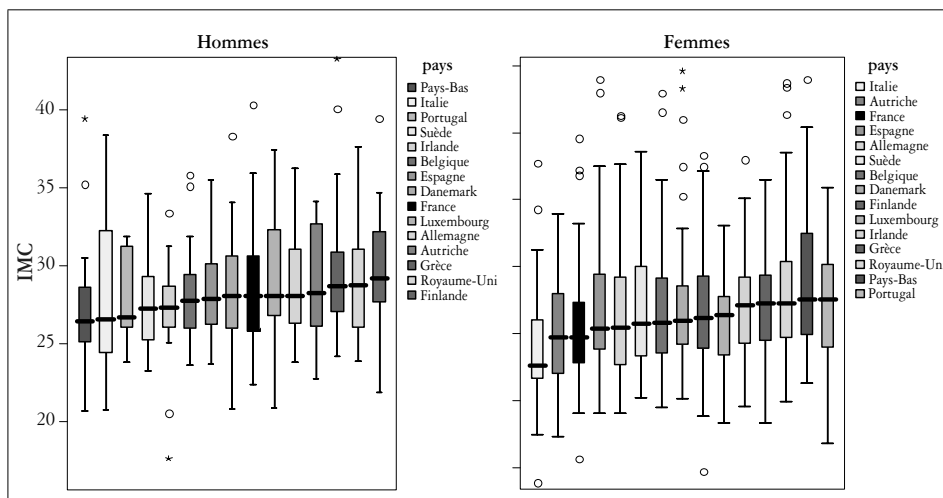 Hommes
IMC
40
35
30
25
20
pays
Pays-Bas
Italie
Portugal
Suède
Irlande
Belgique
Espagne
Danemark
France
Luxembourg
Allemagne
Autriche
Grèce
Royaume-Uni
Finlande
Femmes
pays
Italie
Autriche
France
Espagne
Allemagne
Suède
Belgique
Danemark
Finlande
Luxembourg
Irlande
Grèce
Royaume-Un
Pays-Bas
Portugal